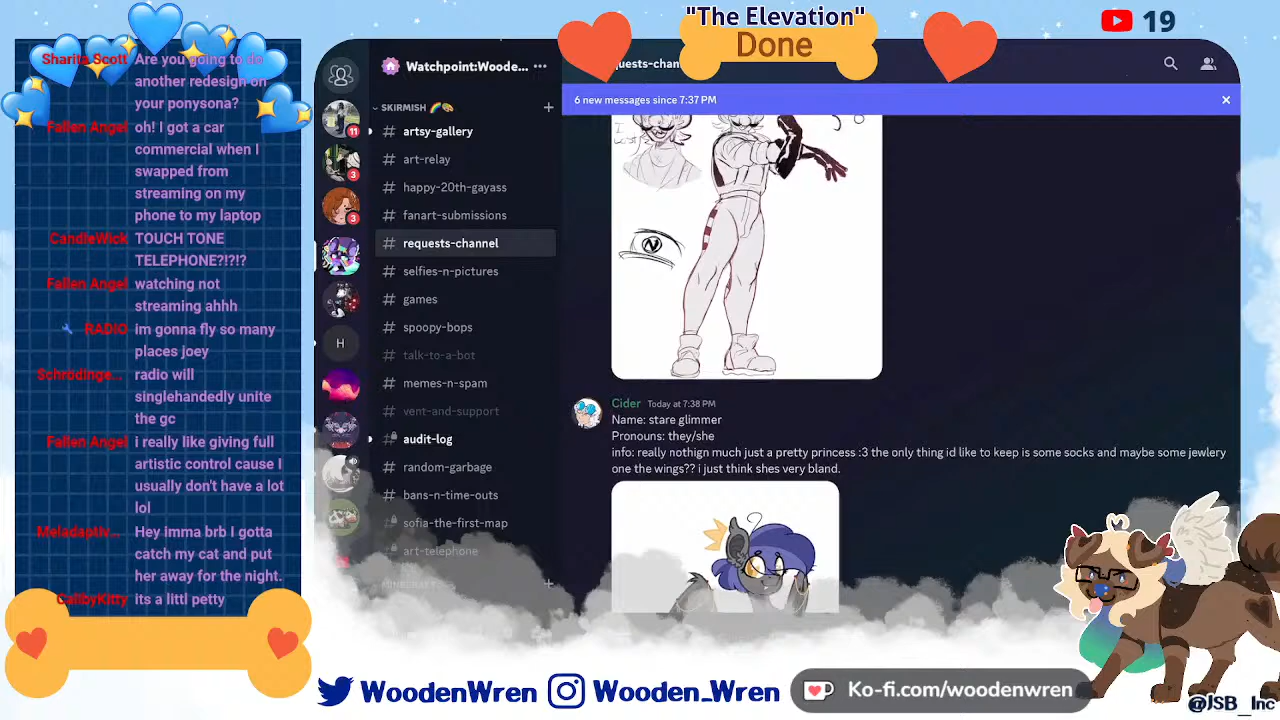 "The Elevation"
Done
19
Sharita Scott Are you going to do
another redesign on
your ponysona?
Fallen Angel oh! I got a car
commercial when I
swapped from
streaming on my
phone to my laptop
CandleWick TOUCH TONE
TELEPHONE?!?!?
Fallen Angel watching not
streaming ahhh
RADIO im gonna fly so many
places joey
Schrödinge... radio will
singlehandedly unite
the gc
Fallen Angel i really like giving full
artistic control cause I
usually don't have a lot
lol
Meladaptiv... Hey imma brb I gotta
catch my cat and put
her away for the night.
CalibyKitty its a littl petty
11
3
3
H
Watchpoint:Woode... ...
SKIRMISH
# artsy-gallery
# art-relay
# happy-20th-gayass
# fanart-submissions
# requests-channel
# selfies-n-pictures
# games
# spoopy-bops
# talk-to-a-bot
# memes-n-spam
# vent-and-support
# audit-log
# random-garbage
# bans-n-time-outs
# sofia-the-first-map
# art-telephone
uests-chan
6 new messages since 7:37 PM
N
Cider Today at 7:38 PM
Name: stare glimmer
Pronouns: they/she
info: really nothign much just a pretty princess :3 the only thing id like to keep is some socks and maybe some jewlery
one the wings?? i just think shes very bland.
WoodenWren
Wooden_Wren
Ko-fi.com/woodenwren
@JSB_Inc